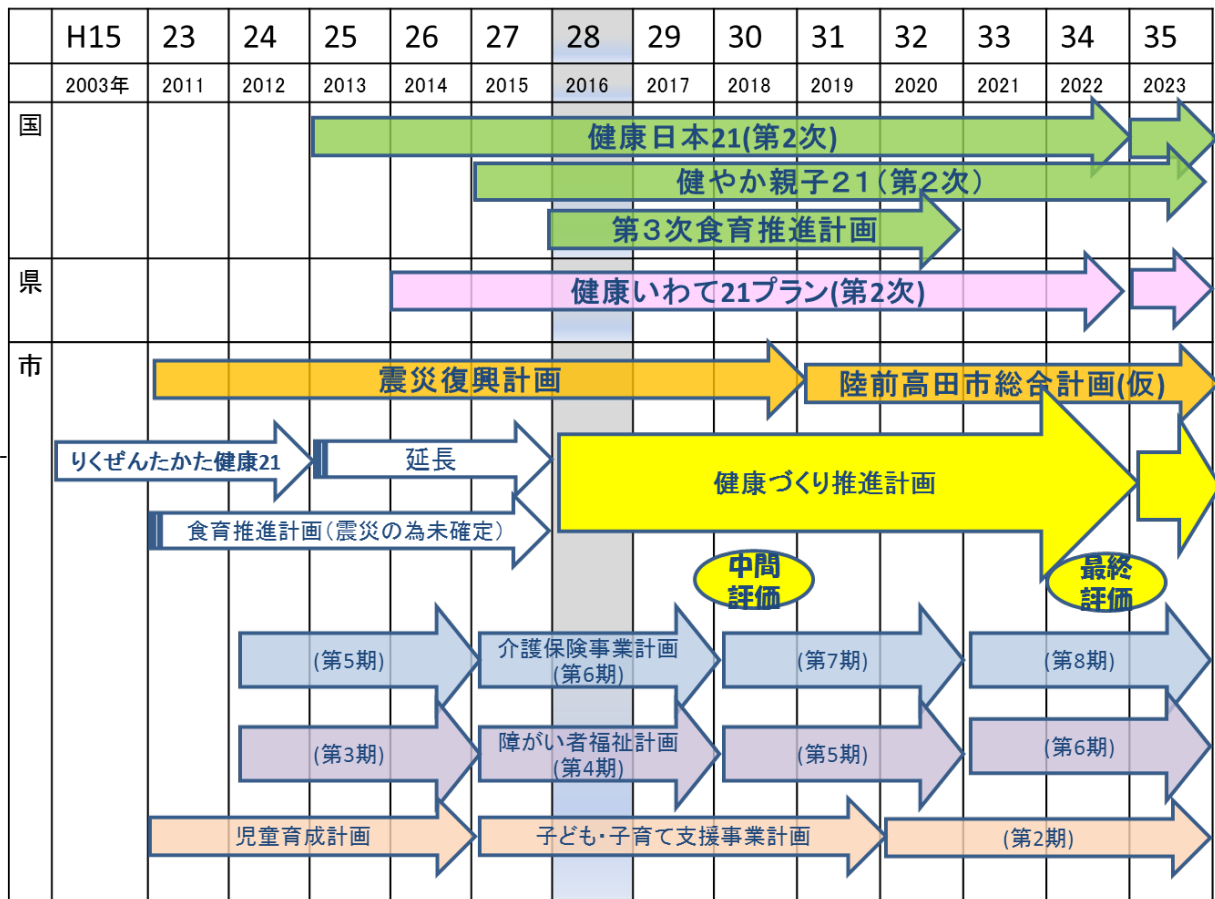 H15 23 24 25 26 27 28 29 30 31 32 33 34 35
2003年 2011 2012 2013 2014 2015 2016 2017 2018 2019 2020 2021 2022 2023
国
健康日本21(第2次)
健やか親子21(第2次)
第3次食育推進計画
県
健康いわて21プラン(第2次)
市
震災復興計画
陸前高田市総合計画(仮)
りくぜんたかた健康21
延長
健康づくり推進計画
食育推進計画(震災の為未確定)
中間
評価
最終
評価
(第5期)
介護保険事業計画
(第6期)
(第7期)
(第8期)
(第3期)
障がい者福祉計画
(第4期)
(第5期)
(第6期)
児童育成計画
子ども・子育て支援事業計画
(第2期)